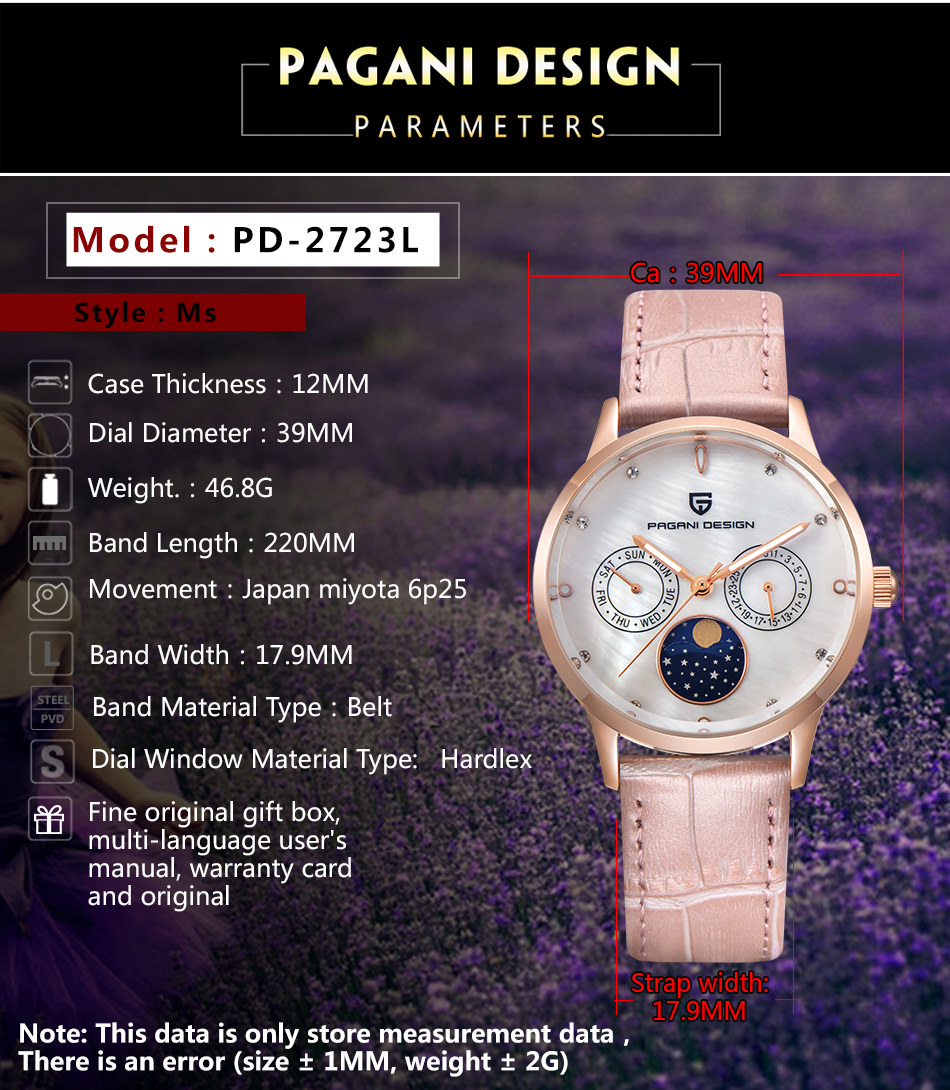 PAGANI DESIGN
PARAMETERS
Model : PD-2723L
Style : Ms
Ca : 39MM
Case Thickness : 12MM
Dial Diameter : 39MM
Weight. : 46.8G
mm
Band Length : 220MM
Movement : Japan miyota 6p25
L
Band Width : 17.9MM
STEEL
PVD
Band Material Type : Belt
S
Dial Window Material Type: Hardlex
Fine original gift box,
multi-language user's
manual, warranty card
and original
PAGANI DESIGN
SUN · MON · TUE · WED · THU · FRI · SAT
Strap width:
17.9MM
Note: This data is only store measurement data ,
There is an error (size ± 1MM, weight ± 2G)